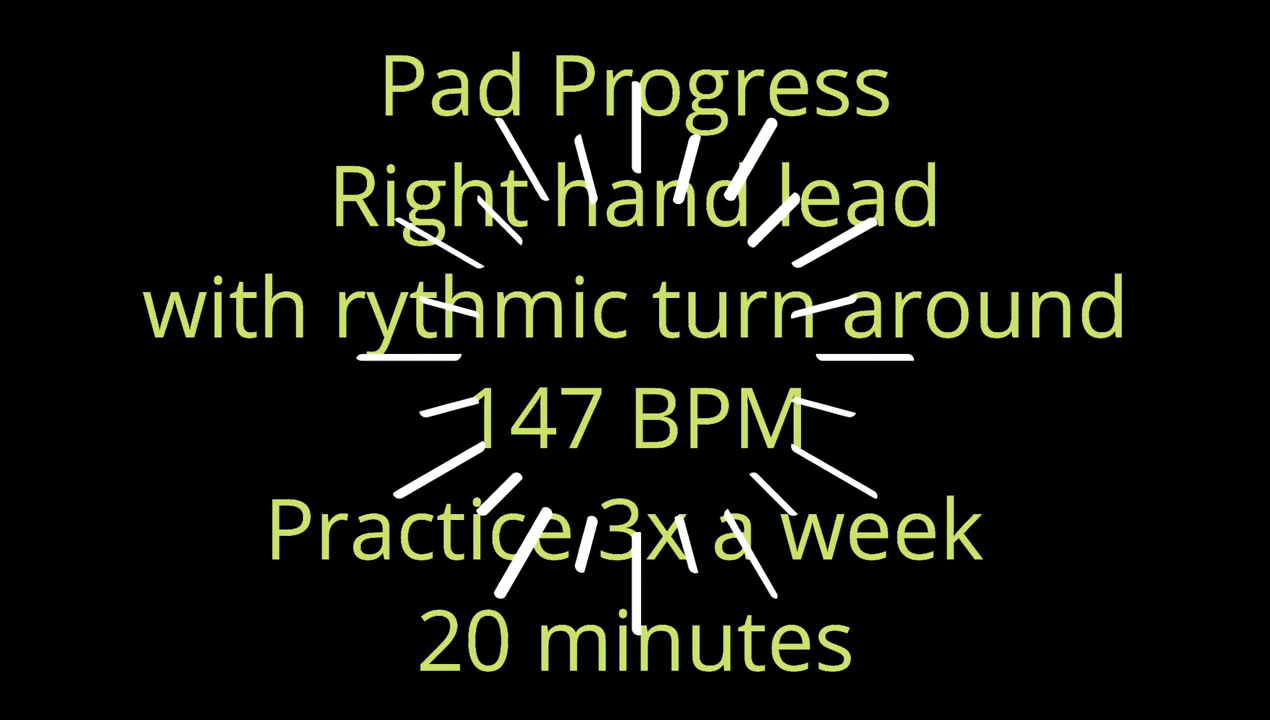 Pad Progress
Right hand lead
with rythmic turn around
147 BPM
Practice 3x a week
20 minutes